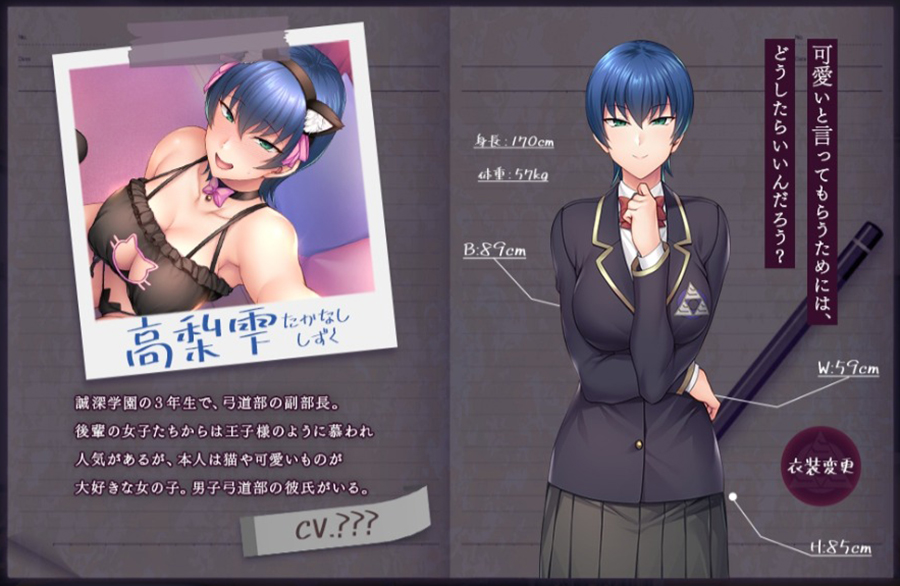 No.
Date
高梨雫
たかなし
しずく
誠深学園の3年生で、弓道部の副部長。
後輩の女子たちからは王子様のように慕われ
人気があるが、本人は猫や可愛いものが
大好きな女の子。男子弓道部の彼氏がいる。
CV.???
可愛いと言ってもらうためには、
どうしたらいいんだろう?
身長:170cm
体重:57kg
B:89cm
W:59cm
衣装変更
H:85cm